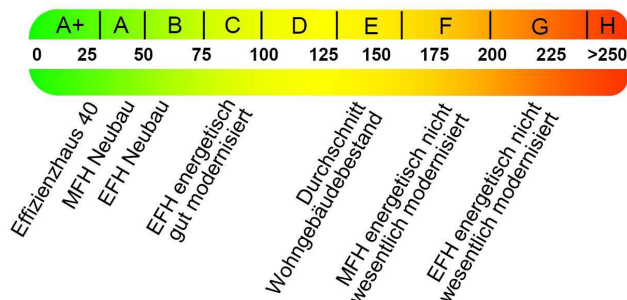 A+ A B C D E F G H
0 25 50 75 100 125 150 175 200 225 >250
Effizienzhaus 40
MFH Neubau
EFH Neubau
EFH energetisch
gut modernisiert
Durchschnitt
Wohngebäudebestand
MFH energetisch nicht
wesentlich modernisiert
EFH energetisch nicht
wesentlich modernisiert